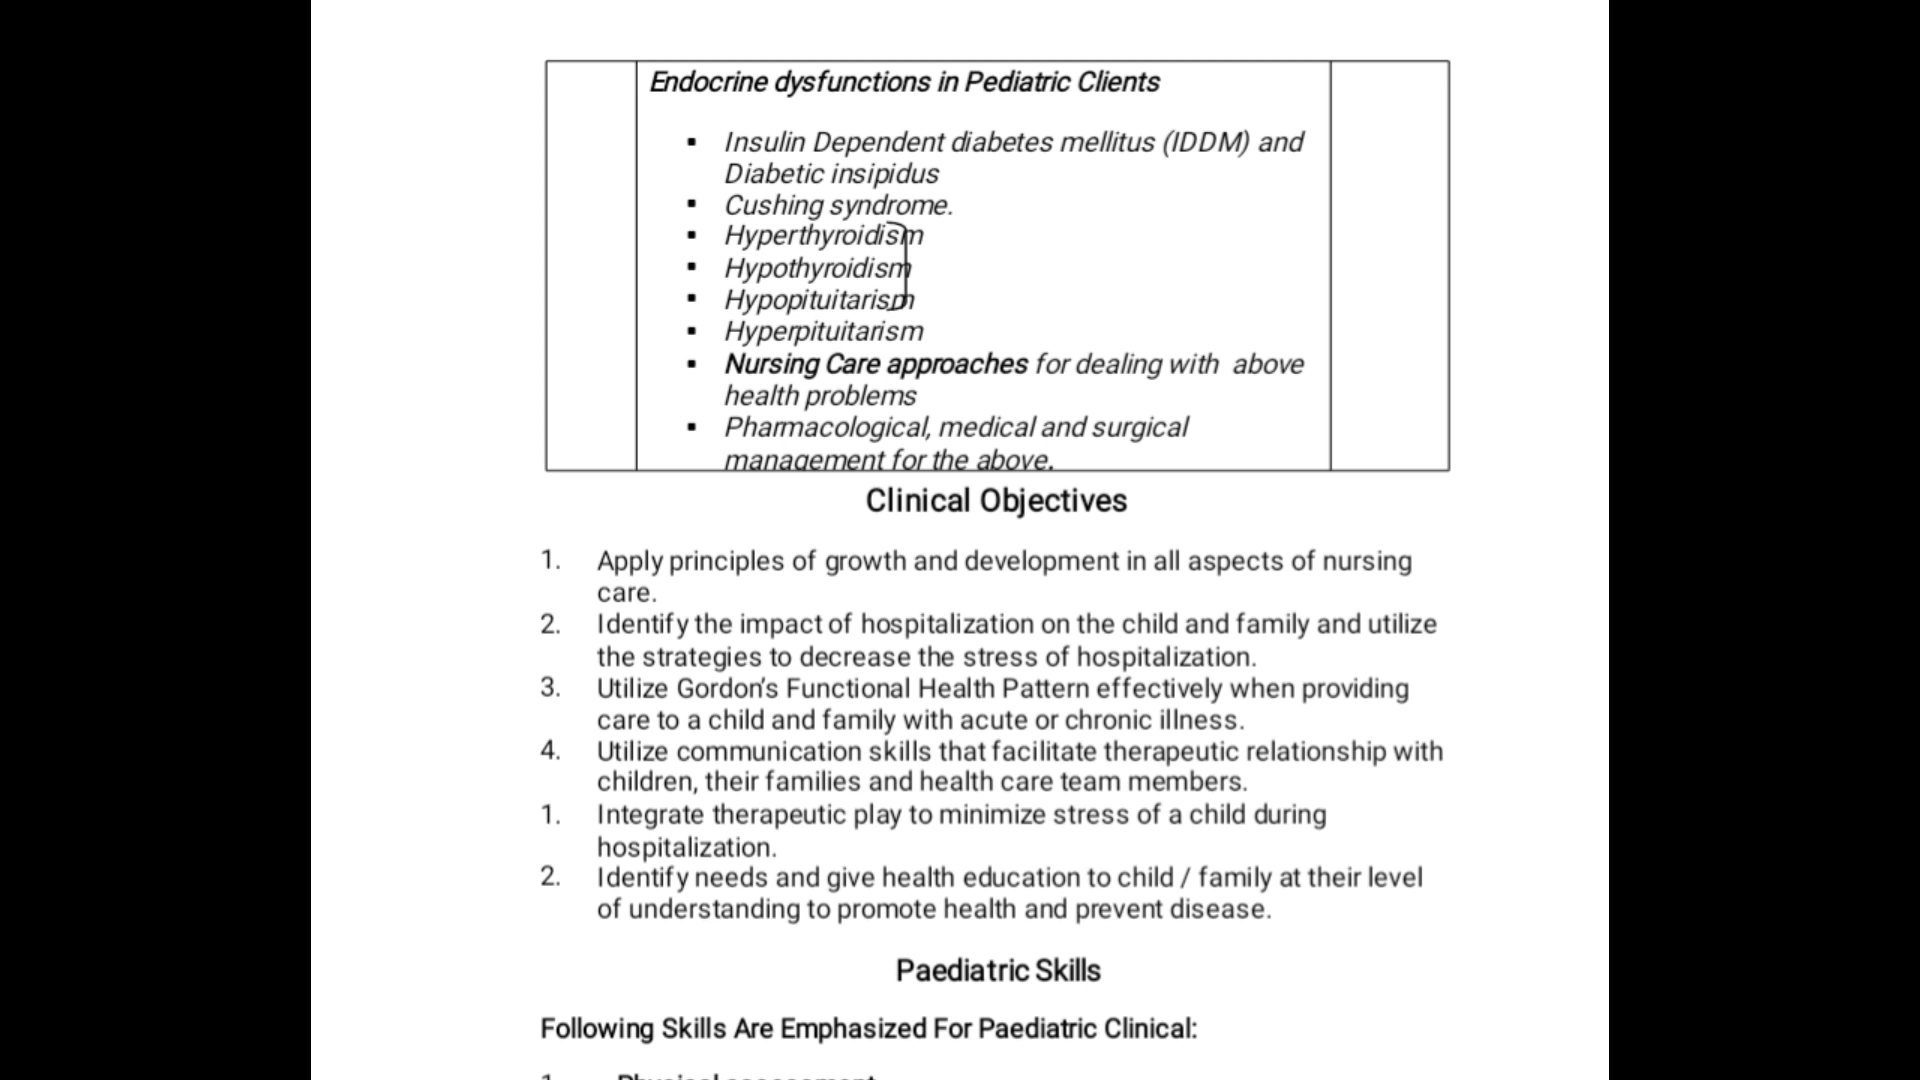 Endocrine dysfunctions in Pediatric Clients
▪ Insulin Dependent diabetes mellitus (IDDM) and
Diabetic insipidus
▪ Cushing syndrome.
▪ Hyperthyroidism
▪ Hypothyroidism
▪ Hypopituitarism
▪ Hyperpituitarism
▪ Nursing Care approaches for dealing with above
health problems
▪ Pharmacological, medical and surgical
management for the above.
Clinical Objectives
1. Apply principles of growth and development in all aspects of nursing
care.
2. Identify the impact of hospitalization on the child and family and utilize
the strategies to decrease the stress of hospitalization.
3. Utilize Gordon's Functional Health Pattern effectively when providing
care to a child and family with acute or chronic illness.
4. Utilize communication skills that facilitate therapeutic relationship with
children, their families and health care team members.
1. Integrate therapeutic play to minimize stress of a child during
hospitalization.
2. Identify needs and give health education to child / family at their level
of understanding to promote health and prevent disease.
Paediatric Skills
Following Skills Are Emphasized For Paediatric Clinical:
1. Physical assessment